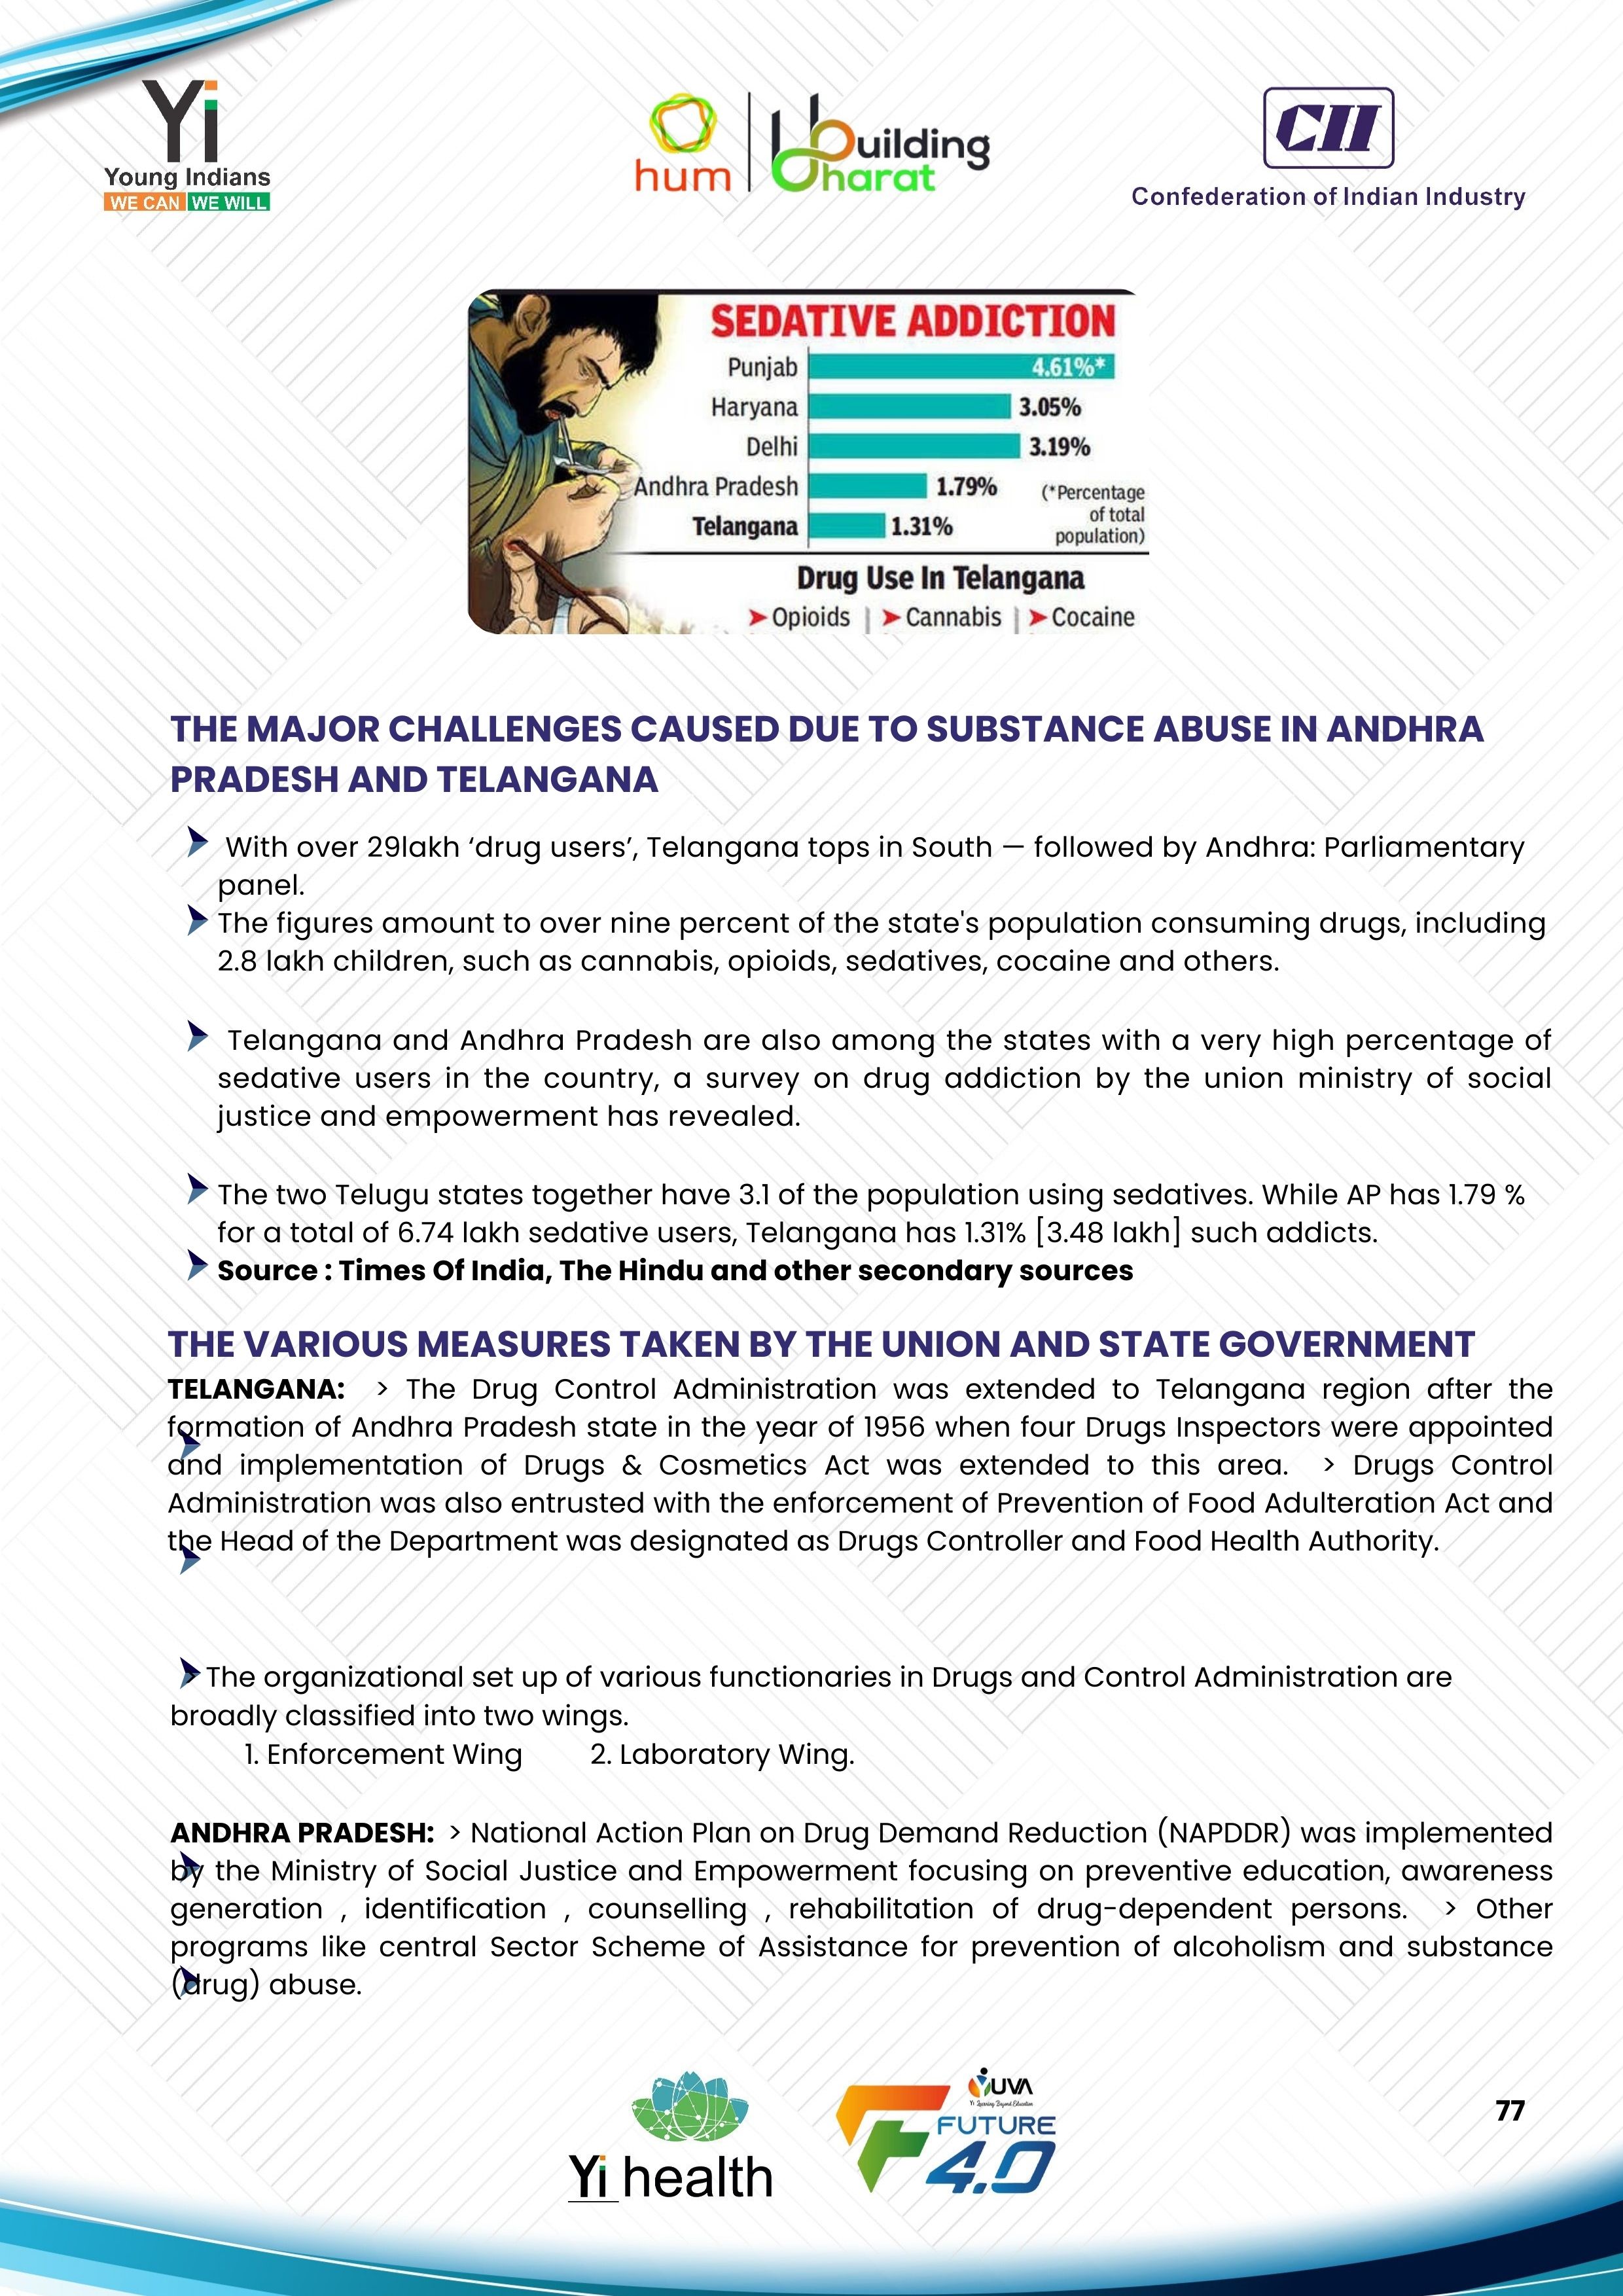 Yi
Young Indians
WE CAN WE WILL
hum
Building
Bharat
CII
Confederation of Indian Industry
SEDATIVE ADDICTION
Punjab 4.61%*
Haryana 3.05%
Delhi 3.19%
Andhra Pradesh 1.79%
Telangana 1.31%
(*Percentage
of total
population)
Drug Use In Telangana
➤Opioids | ➤Cannabis | ➤Cocaine
THE MAJOR CHALLENGES CAUSED DUE TO SUBSTANCE ABUSE IN ANDHRA
PRADESH AND TELANGANA
With over 29lakh ‘drug users’, Telangana tops in South — followed by Andhra: Parliamentary
panel.
The figures amount to over nine percent of the state's population consuming drugs, including
2.8 lakh children, such as cannabis, opioids, sedatives, cocaine and others.
Telangana and Andhra Pradesh are also among the states with a very high percentage of
sedative users in the country, a survey on drug addiction by the union ministry of social
justice and empowerment has revealed.
The two Telugu states together have 3.1 of the population using sedatives. While AP has 1.79 %
for a total of 6.74 lakh sedative users, Telangana has 1.31% [3.48 lakh] such addicts.
Source : Times Of India, The Hindu and other secondary sources
THE VARIOUS MEASURES TAKEN BY THE UNION AND STATE GOVERNMENT
TELANGANA: > The Drug Control Administration was extended to Telangana region after the
formation of Andhra Pradesh state in the year of 1956 when four Drugs Inspectors were appointed
and implementation of Drugs & Cosmetics Act was extended to this area. > Drugs Control
Administration was also entrusted with the enforcement of Prevention of Food Adulteration Act and
the Head of the Department was designated as Drugs Controller and Food Health Authority.
>The organizational set up of various functionaries in Drugs and Control Administration are
broadly classified into two wings.
1. Enforcement Wing 2. Laboratory Wing.
ANDHRA PRADESH: > National Action Plan on Drug Demand Reduction (NAPDDR) was implemented
by the Ministry of Social Justice and Empowerment focusing on preventive education, awareness
generation , identification , counselling , rehabilitation of drug-dependent persons. > Other
programs like central Sector Scheme of Assistance for prevention of alcoholism and substance
(drug) abuse.
Yi health
YUVA
Yi Learning Beyond Education
FUTURE
4.0
77